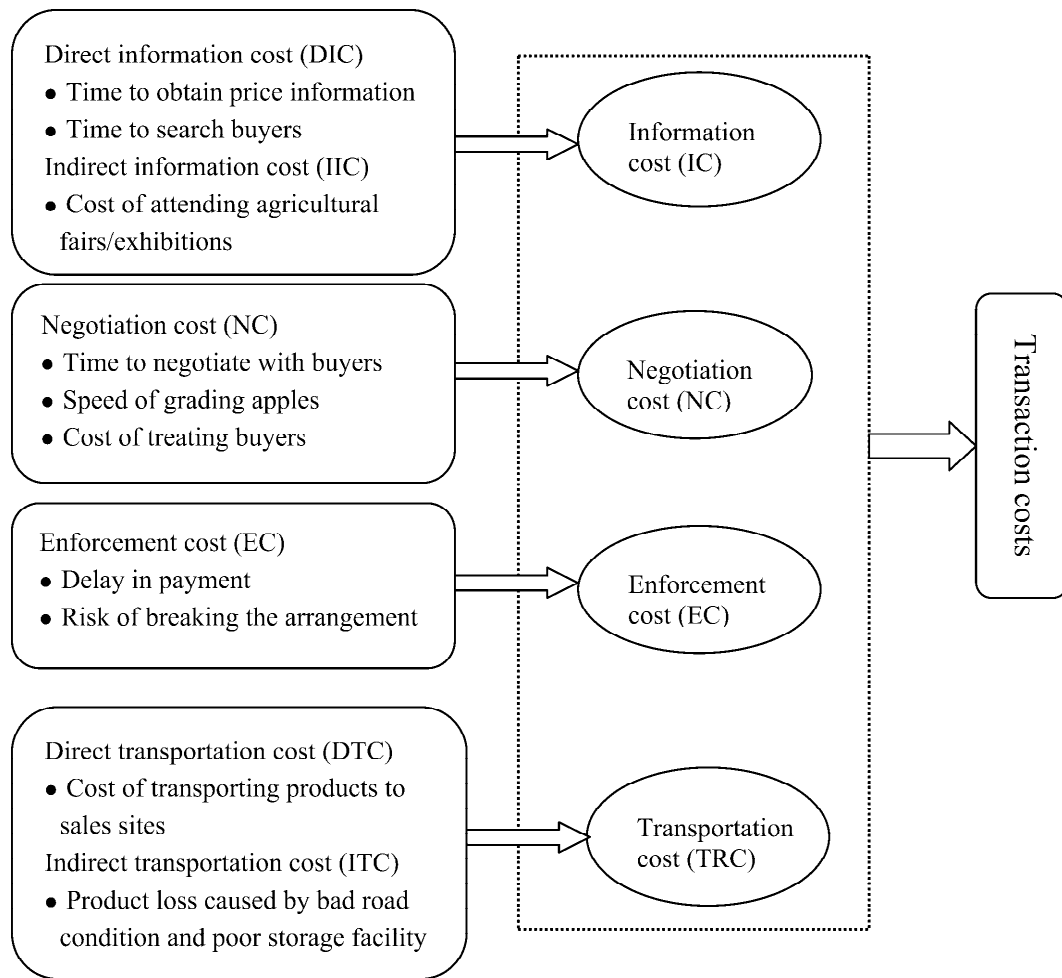 Direct information cost (DIC)
● Time to obtain price information
● Time to search buyers
Indirect information cost (IIC)
● Cost of attending agricultural
fairs/exhibitions
Information
cost (IC)
Negotiation cost (NC)
● Time to negotiate with buyers
● Speed of grading apples
● Cost of treating buyers
Negotiation
cost (NC)
Enforcement cost (EC)
● Delay in payment
● Risk of breaking the arrangement
Enforcement
cost (EC)
Direct transportation cost (DTC)
● Cost of transporting products to
sales sites
Indirect transportation cost (ITC)
● Product loss caused by bad road
condition and poor storage facility
Transportation
cost (TRC)
Transaction costs